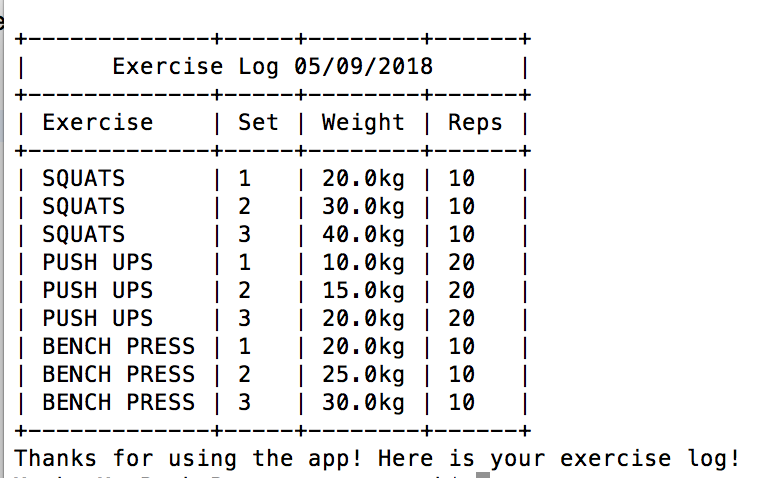 +-------------+-----+--------+------+
|      Exercise Log 05/09/2018      |
+-------------+-----+--------+------+
| Exercise    | Set | Weight | Reps |
+-------------+-----+--------+------+
| SQUATS      | 1   | 20.0kg | 10   |
| SQUATS      | 2   | 30.0kg | 10   |
| SQUATS      | 3   | 40.0kg | 10   |
| PUSH UPS    | 1   | 10.0kg | 20   |
| PUSH UPS    | 2   | 15.0kg | 20   |
| PUSH UPS    | 3   | 20.0kg | 20   |
| BENCH PRESS | 1   | 20.0kg | 10   |
| BENCH PRESS | 2   | 25.0kg | 10   |
| BENCH PRESS | 3   | 30.0kg | 10   |
+-------------+-----+--------+------+
Thanks for using the app! Here is your exercise log!